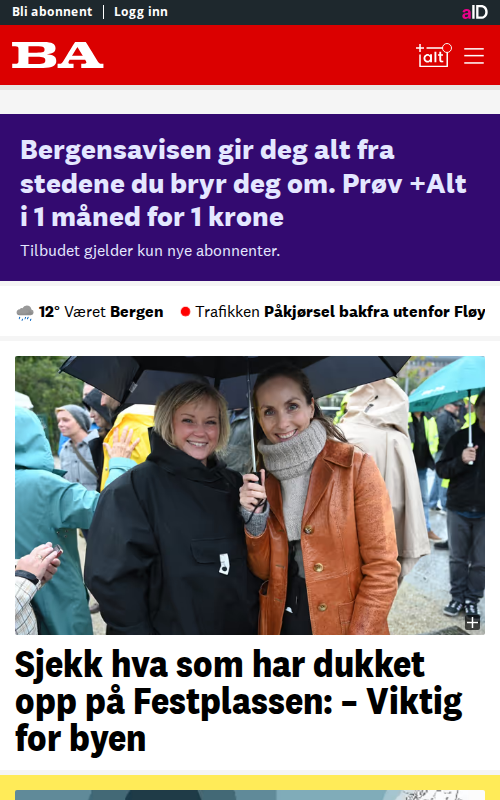 Bli abonnent
Logg inn
aID
BA
+alt
Bergensavisen gir deg alt fra
stedene du bryr deg om. Prøv +Alt
i 1 måned for 1 krone
Tilbudet gjelder kun nye abonnenter.
12° Været Bergen
Trafikken Påkjørsel bakfra utenfor Fløy
Sjekk hva som har dukket
opp på Festplassen: – Viktig
for byen